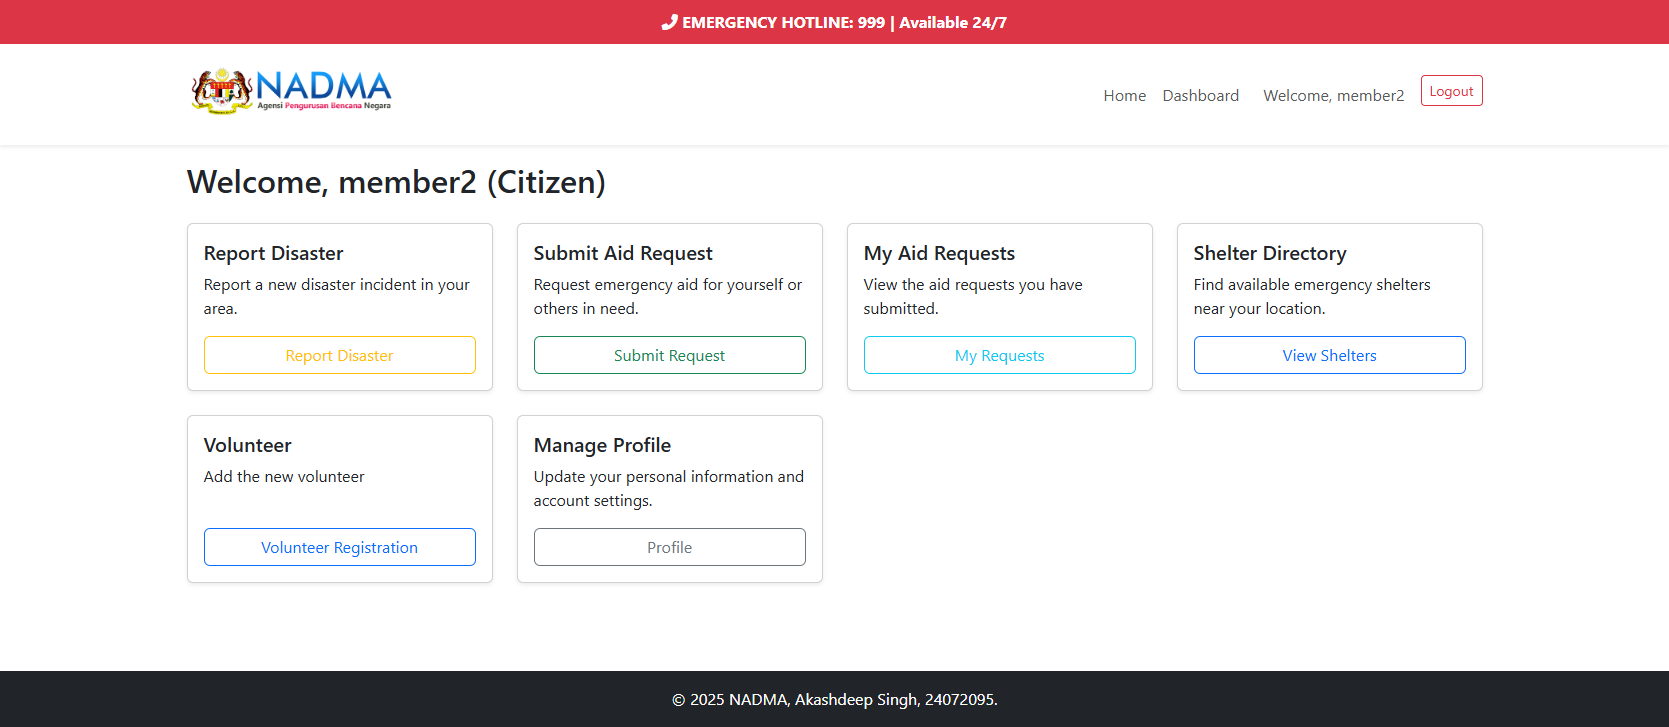 EMERGENCY HOTLINE: 999 | Available 24/7
NADMA
Agensi Pengurusan Bencana Negara
Home Dashboard Welcome, member2 Logout
Welcome, member2 (Citizen)
Report Disaster
Report a new disaster incident in your
area.
Report Disaster
Submit Aid Request
Request emergency aid for yourself or
others in need.
Submit Request
My Aid Requests
View the aid requests you have
submitted.
My Requests
Shelter Directory
Find available emergency shelters
near your location.
View Shelters
Volunteer
Add the new volunteer
Volunteer Registration
Manage Profile
Update your personal information and
account settings.
Profile
© 2025 NADMA, Akashdeep Singh, 24072095.